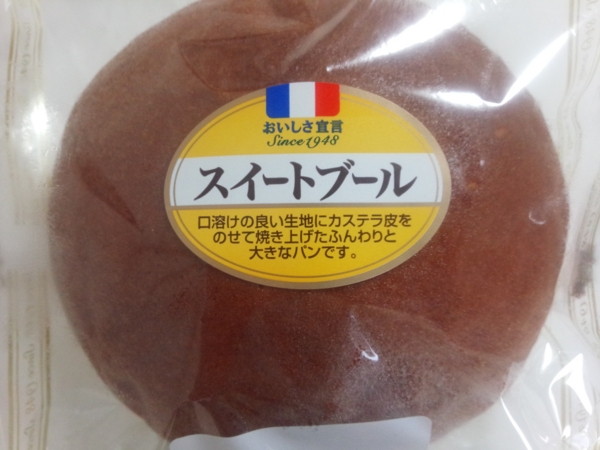 おいしさ宣言
Since 1948
スイートブール
口溶けの良い生地にカステラ皮を
のせて焼き上げたふんわりと
大きなパンです。